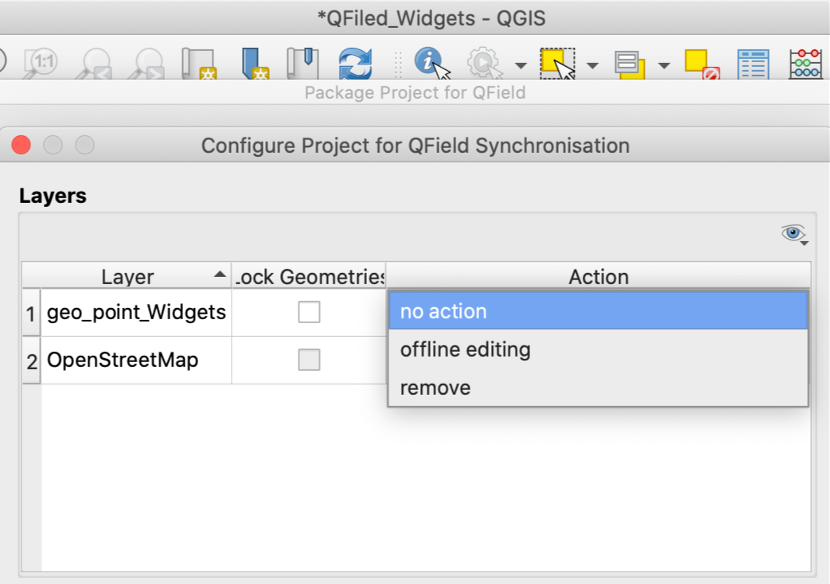 *QFiled_Widgets - QGIS
1:1
Package Project for QField
Configure Project for QField Synchronisation
Layers
Layer Lock Geometries Action
1 geo_point_Widgets no action
offline editing
2 OpenStreetMap
remove